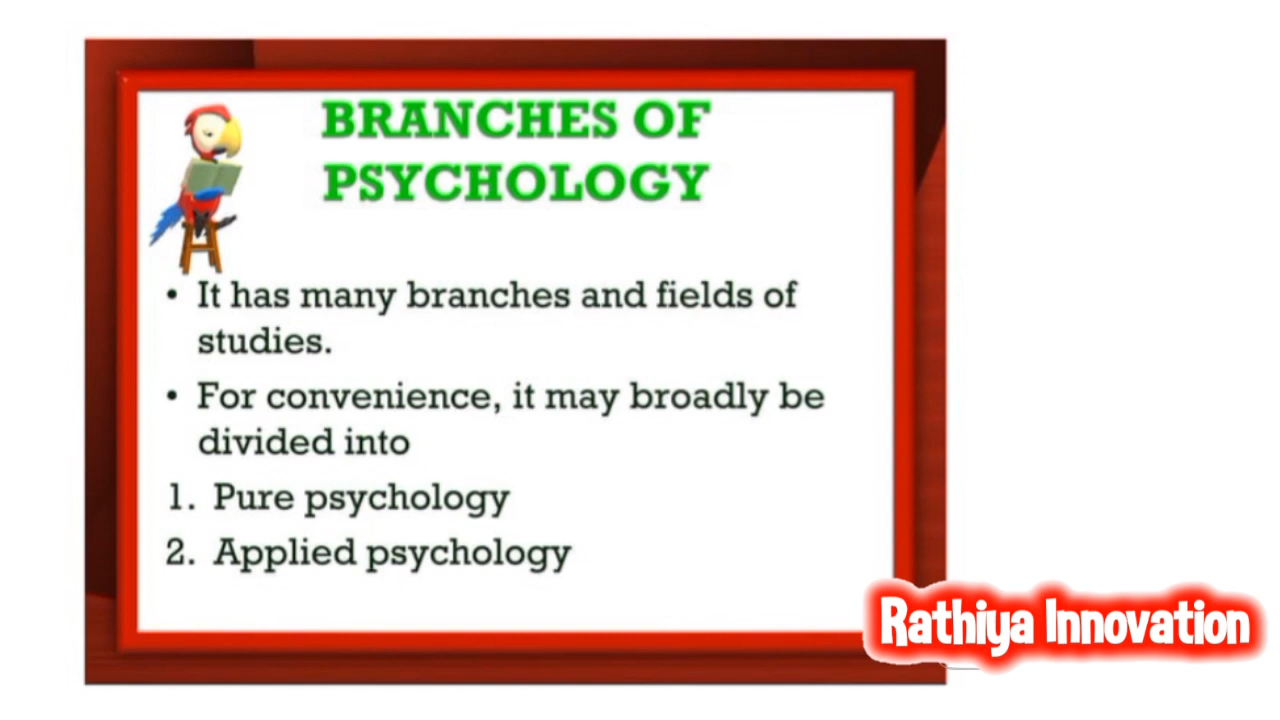 BRANCHES OF
PSYCHOLOGY
• It has many branches and fields of
studies.
• For convenience, it may broadly be
divided into
1. Pure psychology
2. Applied psychology
Rathiya Innovation